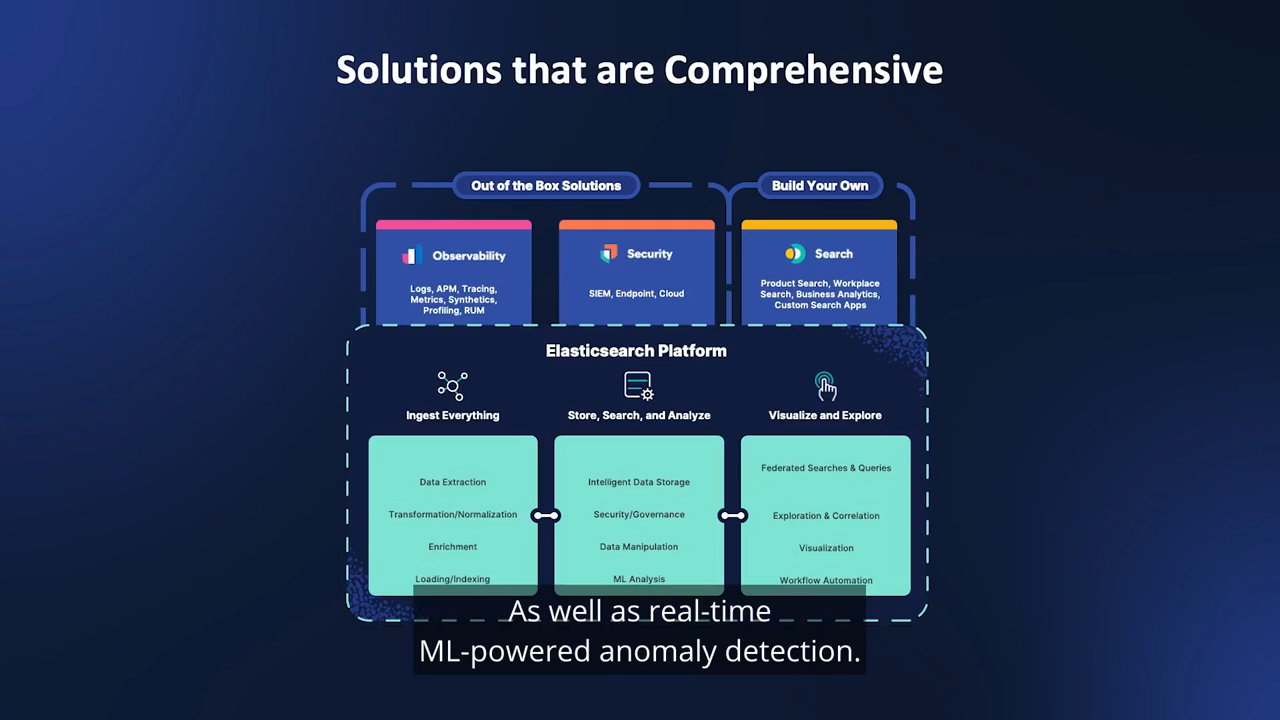 Solutions that are Comprehensive
Out of the Box Solutions
Build Your Own
Observability
Logs, APM, Tracing,
Metrics, Synthetics,
Profiling, RUM
Security
SIEM, Endpoint, Cloud
Search
Product Search, Workplace
Search, Business Analytics,
Custom Search Apps
Elasticsearch Platform
Ingest Everything
Data Extraction
Transformation/Normalization
Enrichment
Loading/Indexing
Store, Search, and Analyze
Intelligent Data Storage
Security/Governance
Data Manipulation
ML Analysis
Visualize and Explore
Federated Searches & Queries
Exploration & Correlation
Visualization
Workflow Automation
As well as real-time
ML-powered anomaly detection.